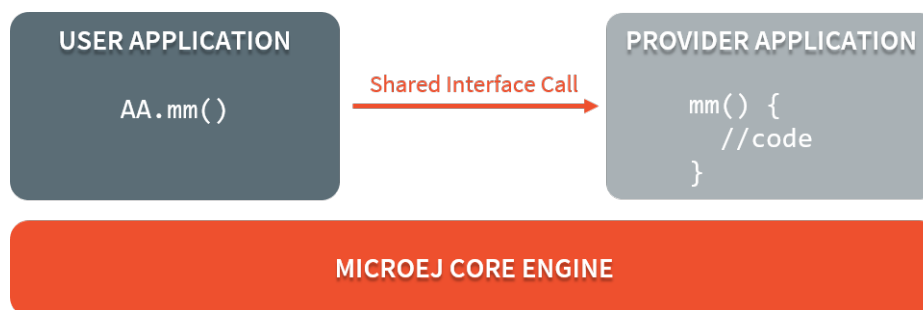 USER APPLICATION
AA.mm()
Shared Interface Call
PROVIDER APPLICATION
mm() {
  //code
}
MICROEJ CORE ENGINE